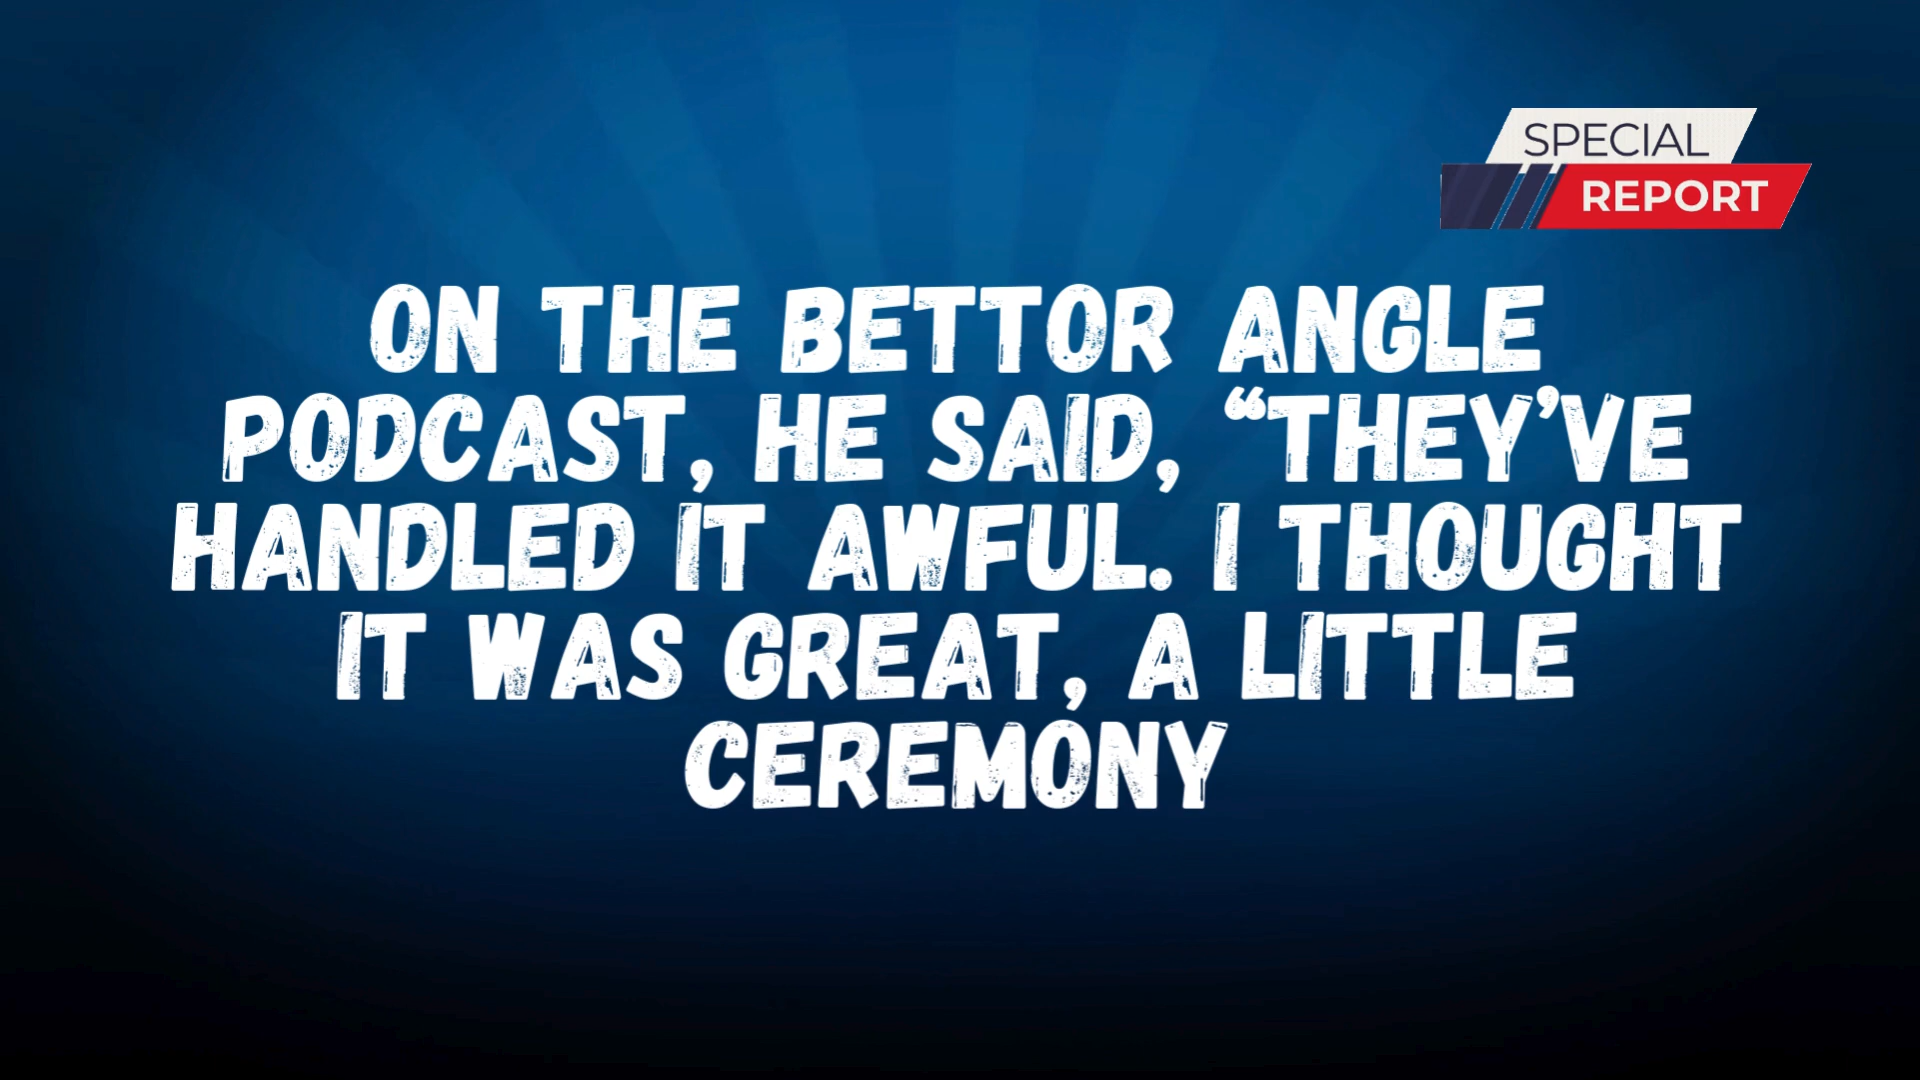 SPECIAL
REPORT
ON THE BETTOR ANGLE
PODCAST, HE SAID, “THEY’VE
HANDLED IT AWFUL. I THOUGHT
IT WAS GREAT, A LITTLE
CEREMONY